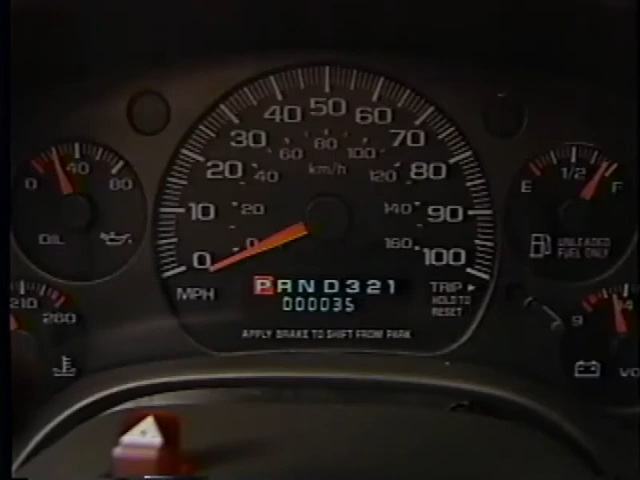 50
40 60
30 80 70
60 100
0 40 80
20 40 km/h 120 80
E 1/2 F
10 20 140 90
OIL
UNLEADED
FUEL ONLY
0 0 160 100
PRND321
MPH
TRIP
000035
HOLD TO
RESET
210 260
9 14
APPLY BRAKE TO SHIFT FROM PARK